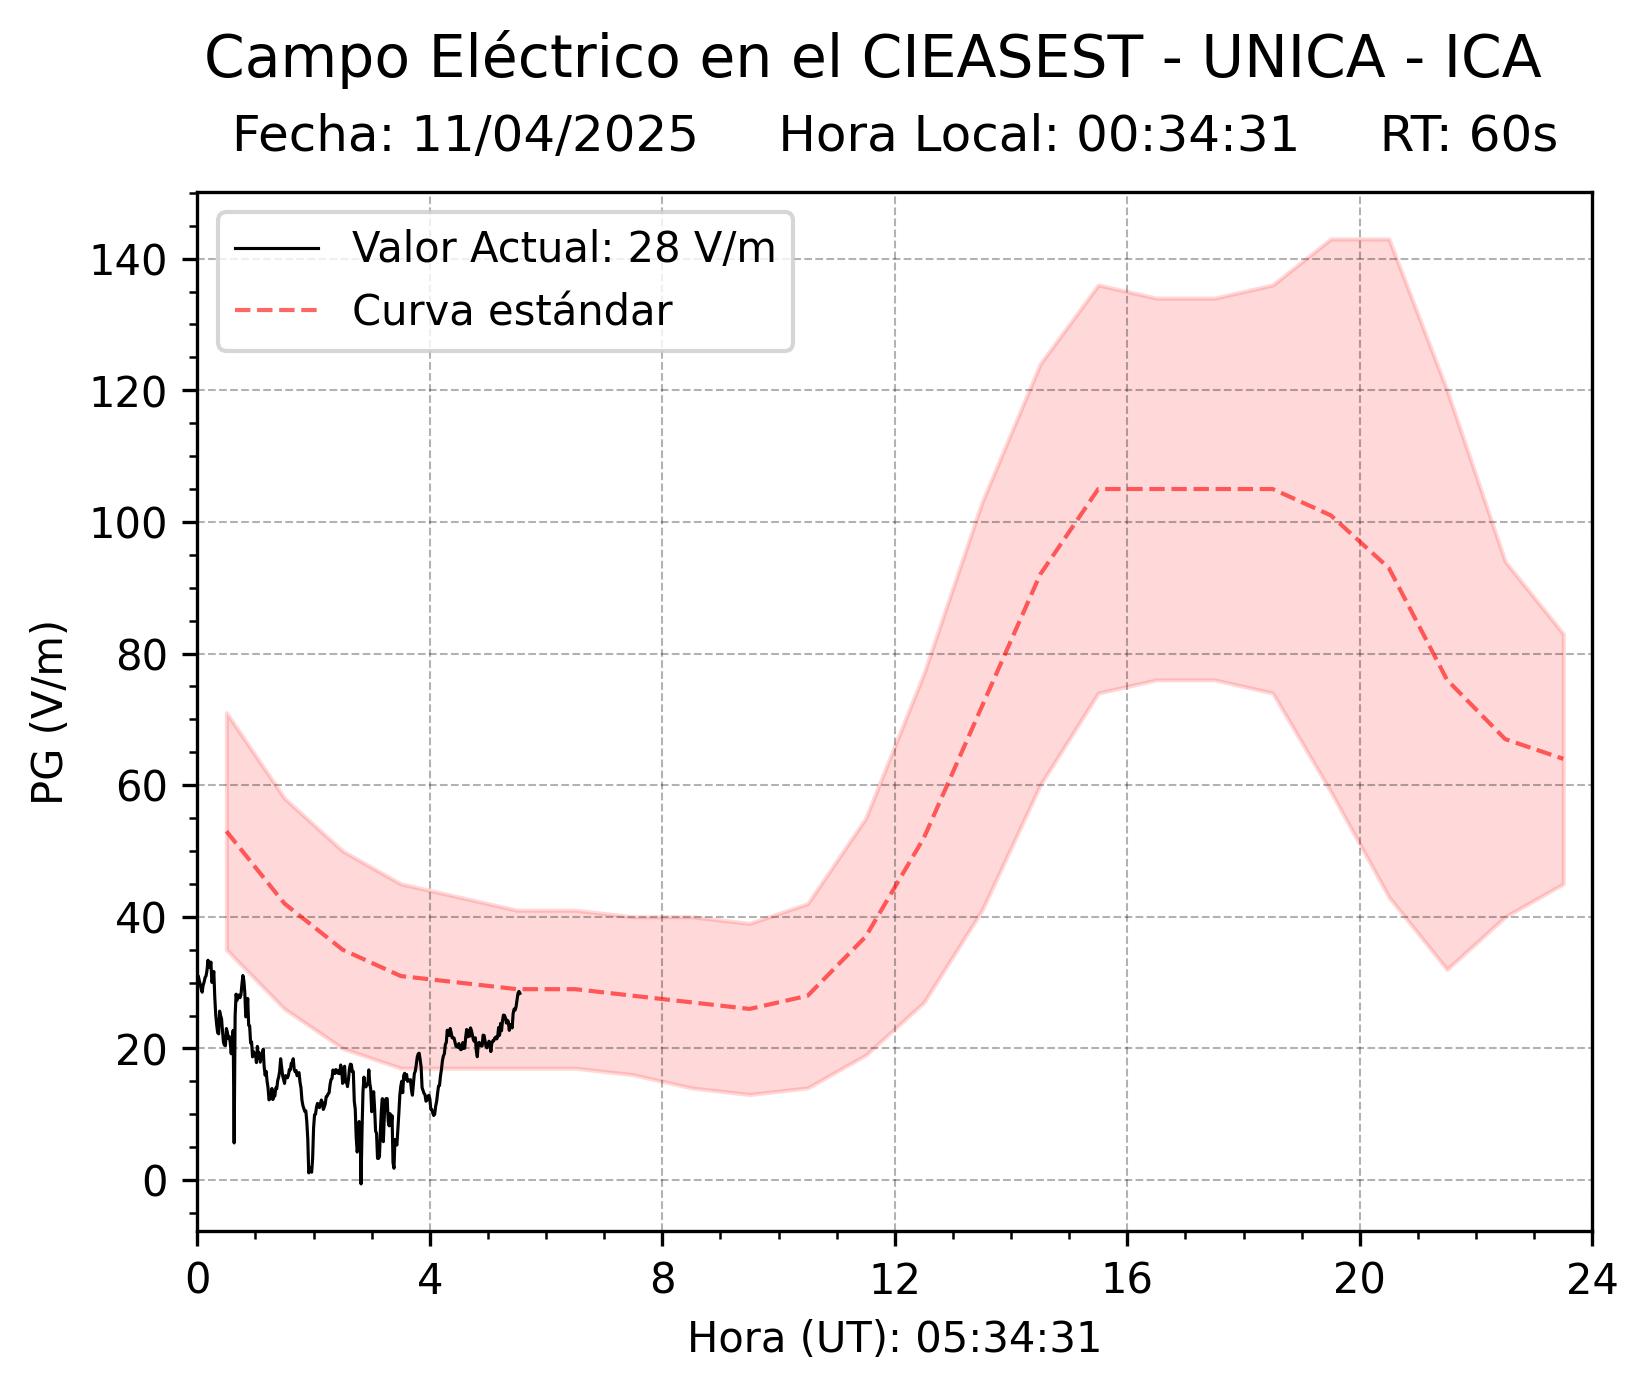 Campo Eléctrico en el CIEASEST - UNICA - ICA
Fecha: 11/04/2025 Hora Local: 00:34:31 RT: 60s
Valor Actual: 28 V/m
Curva estándar
PG (V/m)
140
120
100
80
60
40
20
0
0 4 8 12 16 20 24
Hora (UT): 05:34:31